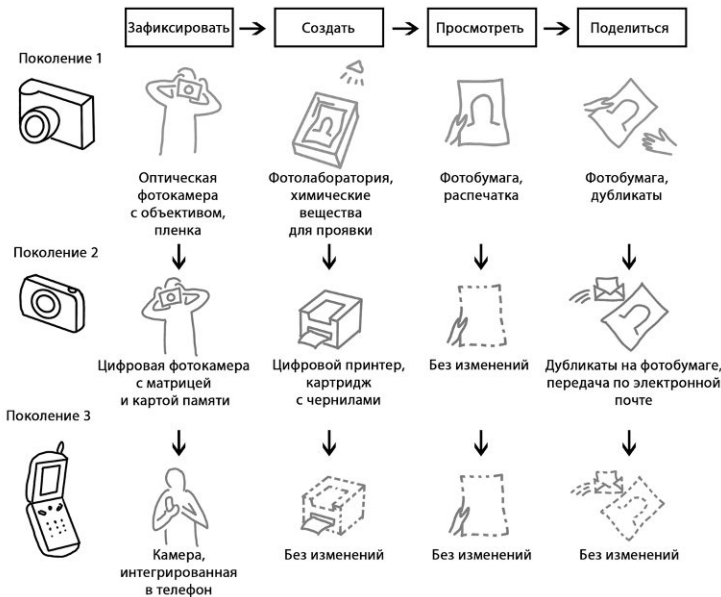 Зафиксировать
Создать
Просмотреть
Поделиться
Поколение 1
Оптическая
фотокамера
с объективом,
пленка
Фотолаборатория,
химические
вещества
для проявки
Фотобумага,
распечатка
Фотобумага,
дубликаты
Поколение 2
Цифровая фотокамера
с матрицей
и картой памяти
Цифровой принтер,
картридж
с чернилами
Без изменений
Дубликаты на фотобумаге,
передача по электронной
почте
Поколение 3
Камера,
интегрированная
в телефон
Без изменений
Без изменений
Без изменений